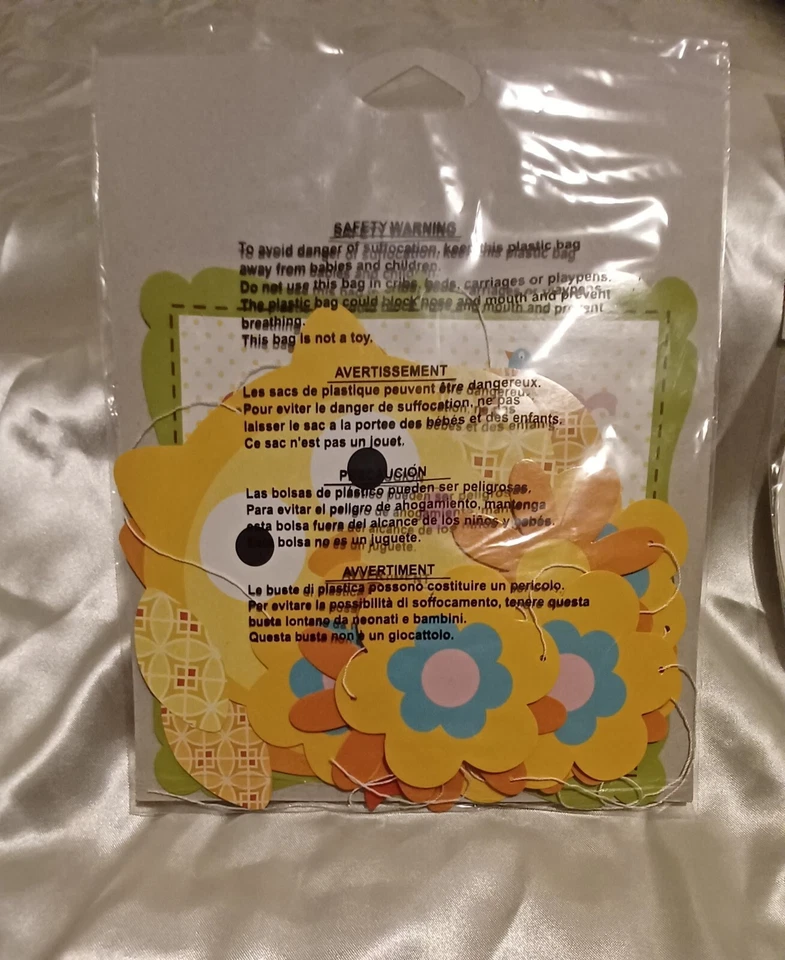 SAFETY WARNING
To avoid danger of suffocation, keep this plastic bag
away from babies and children.
Do not use this bag in cribs, beds, carriages or playpens.
The plastic bag could block nose and mouth and prevent
breathing.
This bag is not a toy.
AVERTISSEMENT
Les sacs de plastique peuvent être dangereux.
Pour eviter le danger de suffocation, ne pas
laisser le sac a la portee des bébés et des enfants.
Ce sac n'est pas un jouet.
PRECAUCIÓN
Las bolsas de plástico pueden ser peligrosas.
Para evitar el peligro de ahogamiento, mantenga
esta bolsa fuera del alcance de los niños y bebés.
Esta bolsa no es un juguete.
AVVERTIMENT
Le buste di plastica possono costituire un pericolo.
Per evitare la possibilità di soffocamento, tenere questa
busta lontano da neonati e bambini.
Questa busta non è un giocattolo.